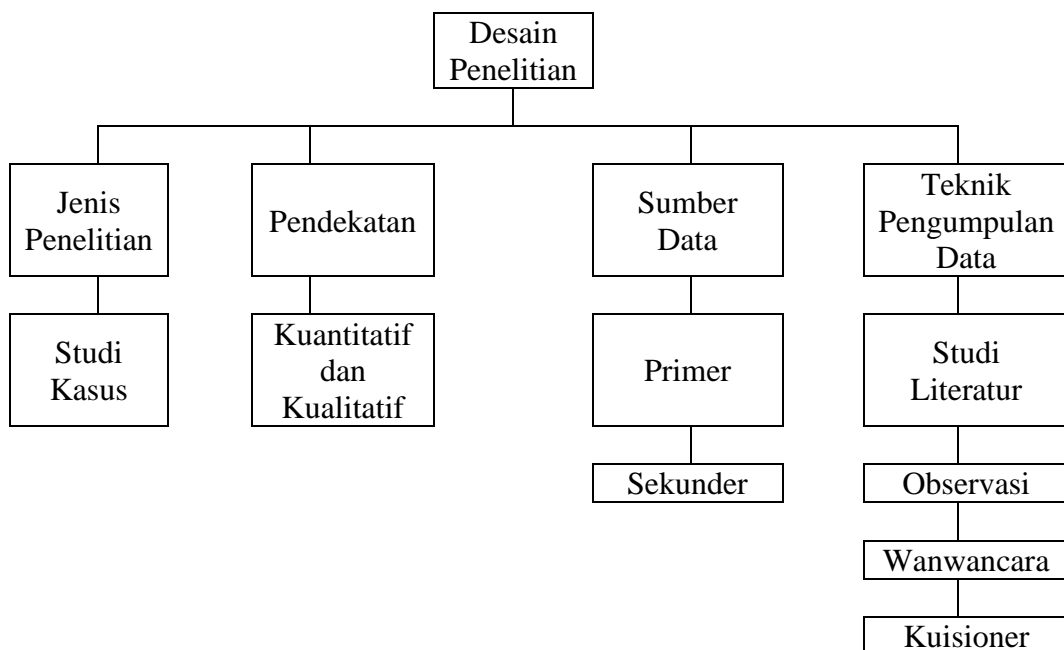 Desain
Penelitian
Jenis
Penelitian
Pendekatan
Sumber
Data
Teknik
Pengumpulan
Data
Studi
Kasus
Kuantitatif
dan
Kualitatif
Primer
Studi
Literatur
Sekunder
Observasi
Wanwancara
Kuisioner